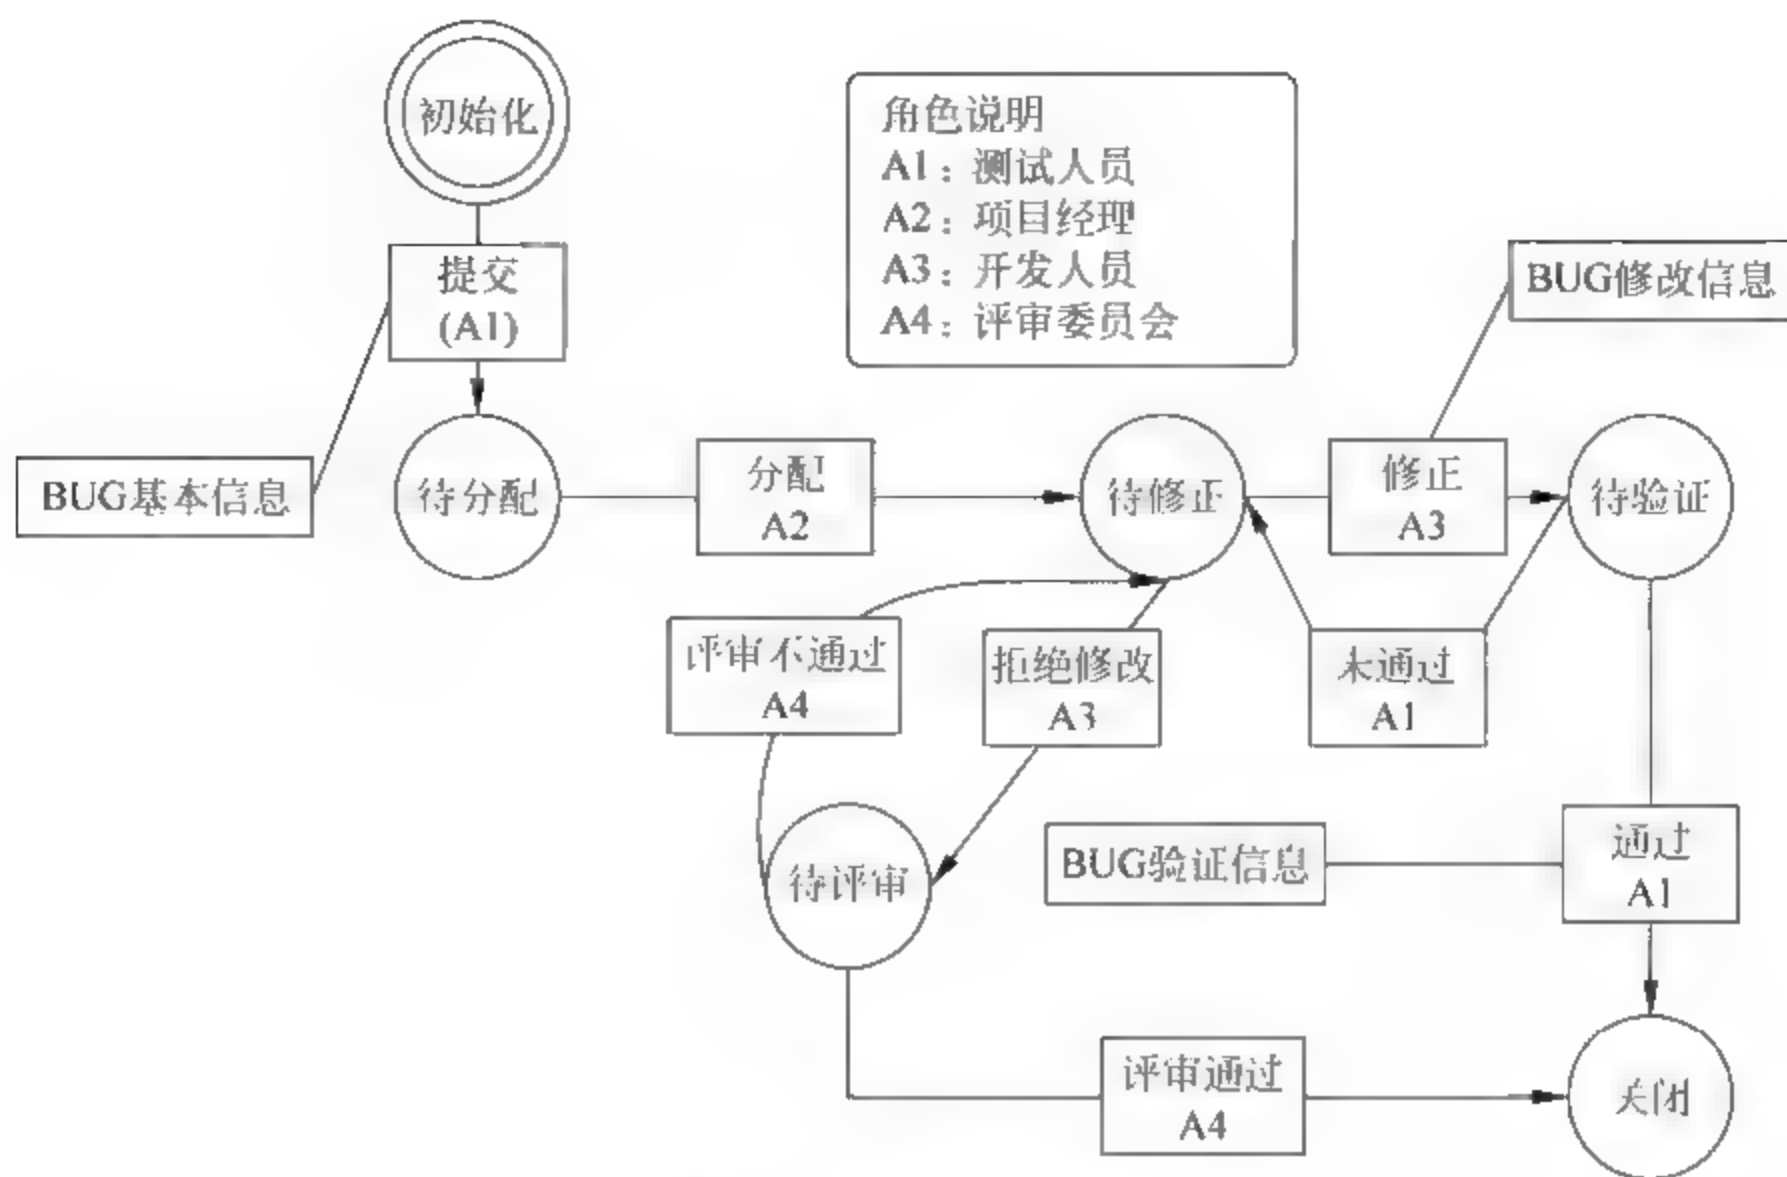 初始化
角色说明
A1：测试人员
A2：项目经理
A3：开发人员
A4：评审委员会
提交
(A1)
BUG修改信息
BUG基本信息
待分配
分配
A2
待修正
修正
A3
待验证
评审不通过
A4
拒绝修改
A3
未通过
A1
待评审
BUG验证信息
通过
A1
评审通过
A4
关闭